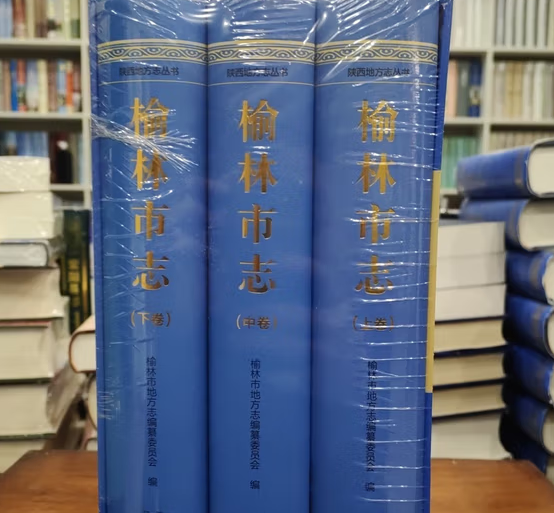 陕西地方志丛书
榆林市志
（下卷）
榆林市地方志编纂委员会 编
陕西地方志丛书
榆林市志
（中卷）
榆林市地方志编纂委员会 编
陕西地方志丛书
榆林市志
（上卷）
榆林市地方志编纂委员会 编